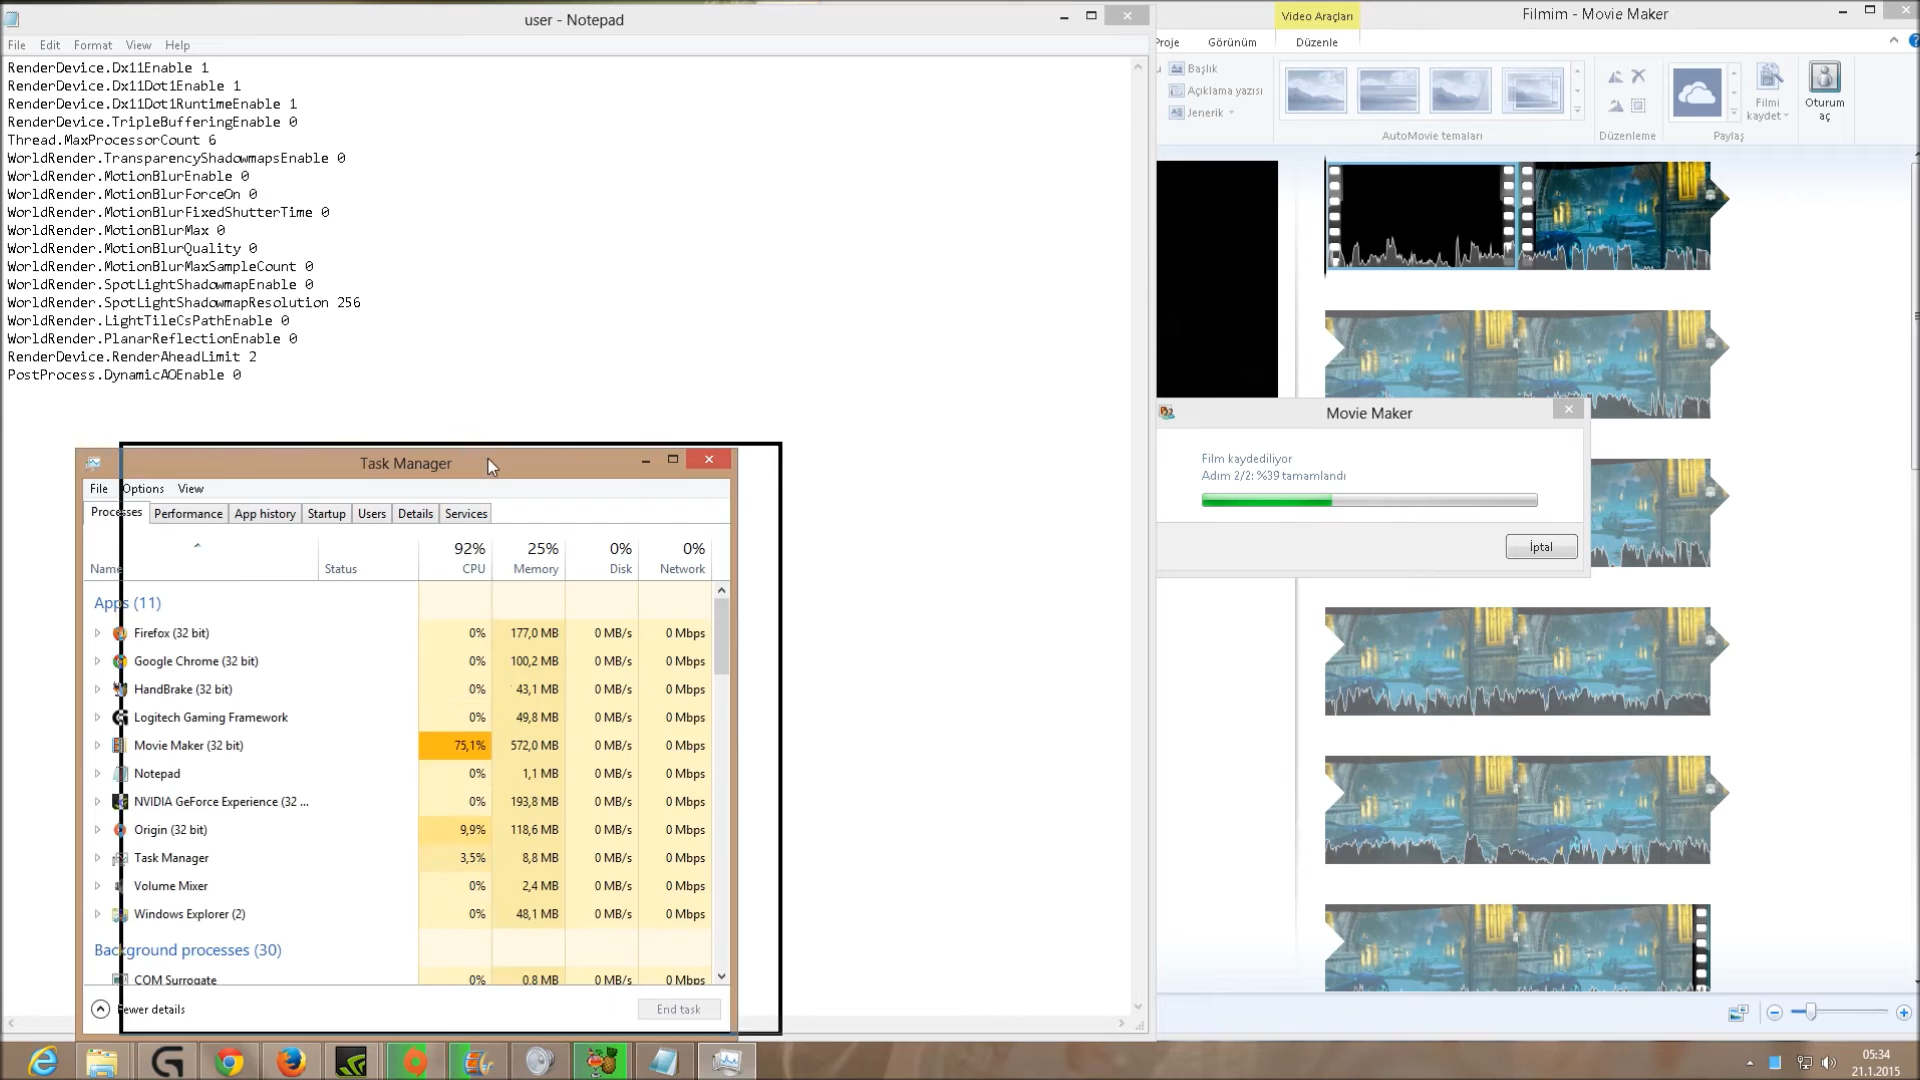 user - Notepad
File Edit Format View Help
RenderDevice.Dx11Enable 1
RenderDevice.Dx11Dot1Enable 1
RenderDevice.Dx11Dot1RuntimeEnable 1
RenderDevice.TripleBufferingEnable 0
Thread.MaxProcessorCount 6
WorldRender.TransparencyShadowmapsEnable 0
WorldRender.MotionBlurEnable 0
WorldRender.MotionBlurForceOn 0
WorldRender.MotionBlurFixedShutterTime 0
WorldRender.MotionBlurMax 0
WorldRender.MotionBlurQuality 0
WorldRender.MotionBlurMaxSampleCount 0
WorldRender.SpotLightShadowmapEnable 0
WorldRender.SpotLightShadowmapResolution 256
WorldRender.LightTileCsPathEnable 0
WorldRender.PlanarReflectionEnable 0
RenderDevice.RenderAheadLimit 2
PostProcess.DynamicAOEnable 0
Task Manager
File Options View
Processes Performance App history Startup Users Details Services
92% 25% 0% 0%
Name Status CPU Memory Disk Network
Apps (11)
Firefox (32 bit) 0% 177,0 MB 0 MB/s 0 Mbps
Google Chrome (32 bit) 0% 100,2 MB 0 MB/s 0 Mbps
HandBrake (32 bit) 0% 43,1 MB 0 MB/s 0 Mbps
Logitech Gaming Framework 0% 49,8 MB 0 MB/s 0 Mbps
Movie Maker (32 bit) 75,1% 572,0 MB 0 MB/s 0 Mbps
Notepad 0% 1,1 MB 0 MB/s 0 Mbps
NVIDIA GeForce Experience (32 ... 0% 193,8 MB 0 MB/s 0 Mbps
Origin (32 bit) 9,9% 118,6 MB 0 MB/s 0 Mbps
Task Manager 3,5% 8,8 MB 0 MB/s 0 Mbps
Volume Mixer 0% 2,4 MB 0 MB/s 0 Mbps
Windows Explorer (2) 0% 48,1 MB 0 MB/s 0 Mbps
Background processes (30)
COM Surrogate 0% 0,8 MB 0 MB/s 0 Mbps
Fewer details End task
Video Araçları Filmim - Movie Maker
Proje Görünüm Düzenle
Başlık
Açıklama yazısı
Jenerik
AutoMovie temaları
Düzenleme
Filmi
kaydet
Paylaş
Oturum
aç
Movie Maker
Film kaydediliyor
Adım 2/2: %39 tamamlandı
İptal
05:34
21.1.2015